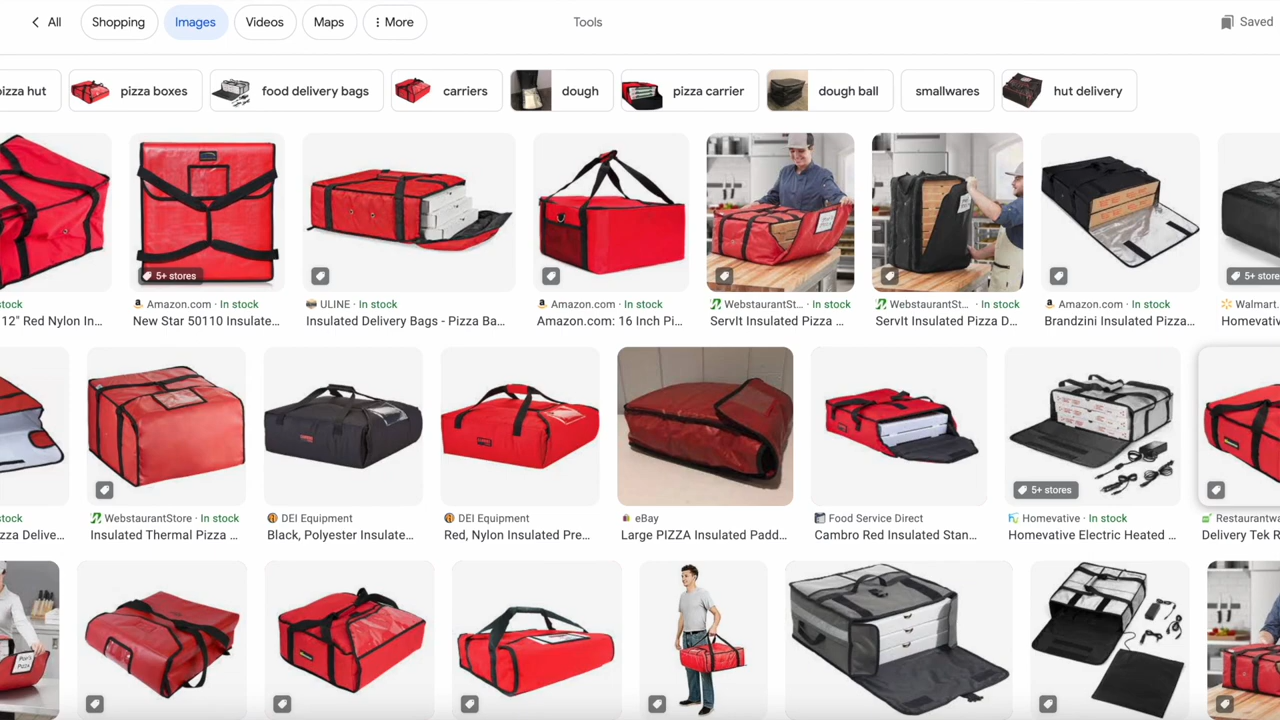 All
Shopping
Images
Videos
Maps
More
Tools
Saved
izza hut
pizza boxes
food delivery bags
carriers
dough
pizza carrier
dough ball
smallwares
hut delivery
5+ stores
5+ store
stock
Amazon.com · In stock
ULINE · In stock
Amazon.com · In stock
WebstaurantSt... · In stock
WebstaurantSt... · In stock
Amazon.com · In stock
Walmart.
12" Red Nylon In...
New Star 50110 Insulate...
Insulated Delivery Bags - Pizza Ba...
Amazon.com: 16 Inch Pi...
ServIt Insulated Pizza ...
ServIt Insulated Pizza D...
Brandzini Insulated Pizza...
Homevativ
5+ stores
stock
WebstaurantStore · In stock
DEI Equipment
DEI Equipment
eBay
Food Service Direct
Homevative · In stock
Restaurantwa
zza Delive...
Insulated Thermal Pizza ...
Black, Polyester Insulate...
Red, Nylon Insulated Pre...
Large PIZZA Insulated Padd...
Cambro Red Insulated Stan...
Homevative Electric Heated ...
Delivery Tek R